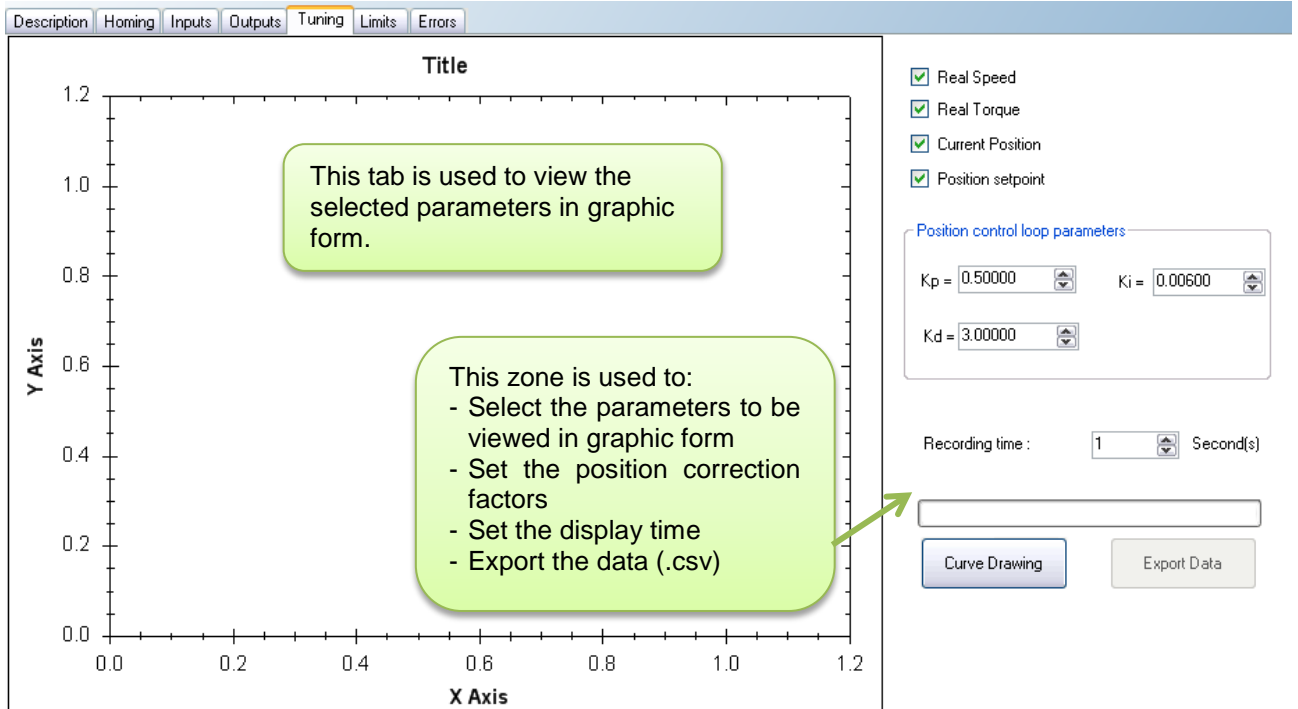 Description Homing Inputs Outputs Tuning Limits Errors
Title
1.2
1.0
0.8
0.6
0.4
0.2
0.0
Y Axis
0.0 0.2 0.4 0.6 0.8 1.0 1.2
X Axis
This tab is used to view the
selected parameters in graphic
form.
This zone is used to:
- Select the parameters to be
viewed in graphic form
- Set the position correction
factors
- Set the display time
- Export the data (.csv)
Real Speed
Real Torque
Current Position
Position setpoint
Position control loop parameters
Kp = 0.50000 Ki = 0.00600
Kd = 3.00000
Recording time : 1 Second(s)
Curve Drawing Export Data